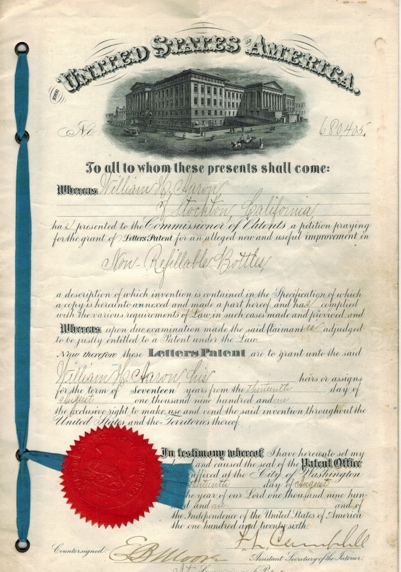 THE UNITED STATES OF AMERICA.
No. 680,405.
To all to whom these presents shall come:
Whereas William H. Aaron,
of Stockton, California,
has presented to the Commissioner of Patents a petition praying
for the grant of Letters Patent for an alleged new and useful improvement in
Non-Refillable Bottles,
a description of which invention is contained in the Specification of which
a copy is hereunto annexed and made a part hereof, and has complied
with the various requirements of Law in such cases made and provided, and
Whereas upon due examination made the said Claimant is adjudged
to be justly entitled to a Patent under the Law.
Now therefore these Letters Patent are to grant unto the said
William H. Aaron, his heirs or assigns
for the term of seventeen years from the thirteenth day of
August one thousand nine hundred and one
the exclusive right to make, use and vend the said invention throughout the
United States and the Territories thereof.
In testimony whereof I have hereunto set my
and caused the seal of the Patent Office
affixed at the City of Washington
thirteenth day of August
year of our Lord one thousand nine hun
and one and of
the Independence of the United States of America
the one hundred and twenty sixth.
Countersigned: E.B. Moore F. L. Campbell
Assistant Secretary of the Interior.